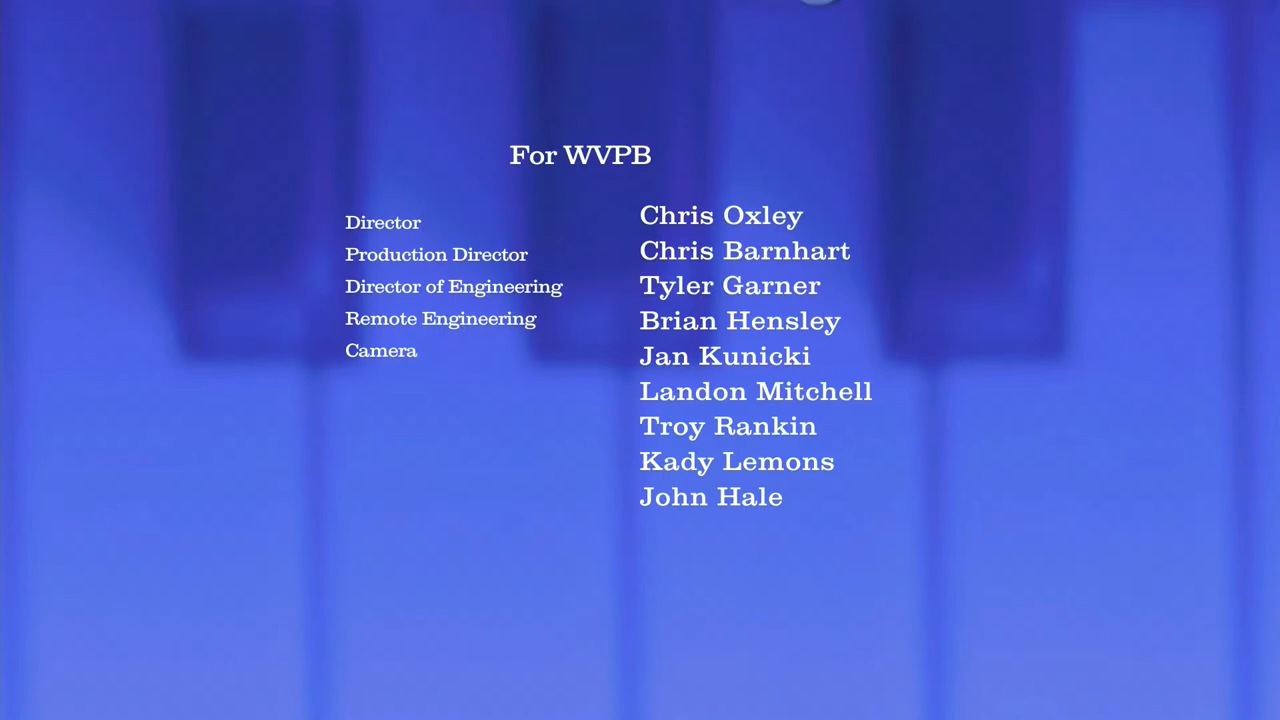 For WVPB
Director
Production Director
Director of Engineering
Remote Engineering
Camera
Chris Oxley
Chris Barnhart
Tyler Garner
Brian Hensley
Jan Kunicki
Landon Mitchell
Troy Rankin
Kady Lemons
John Hale